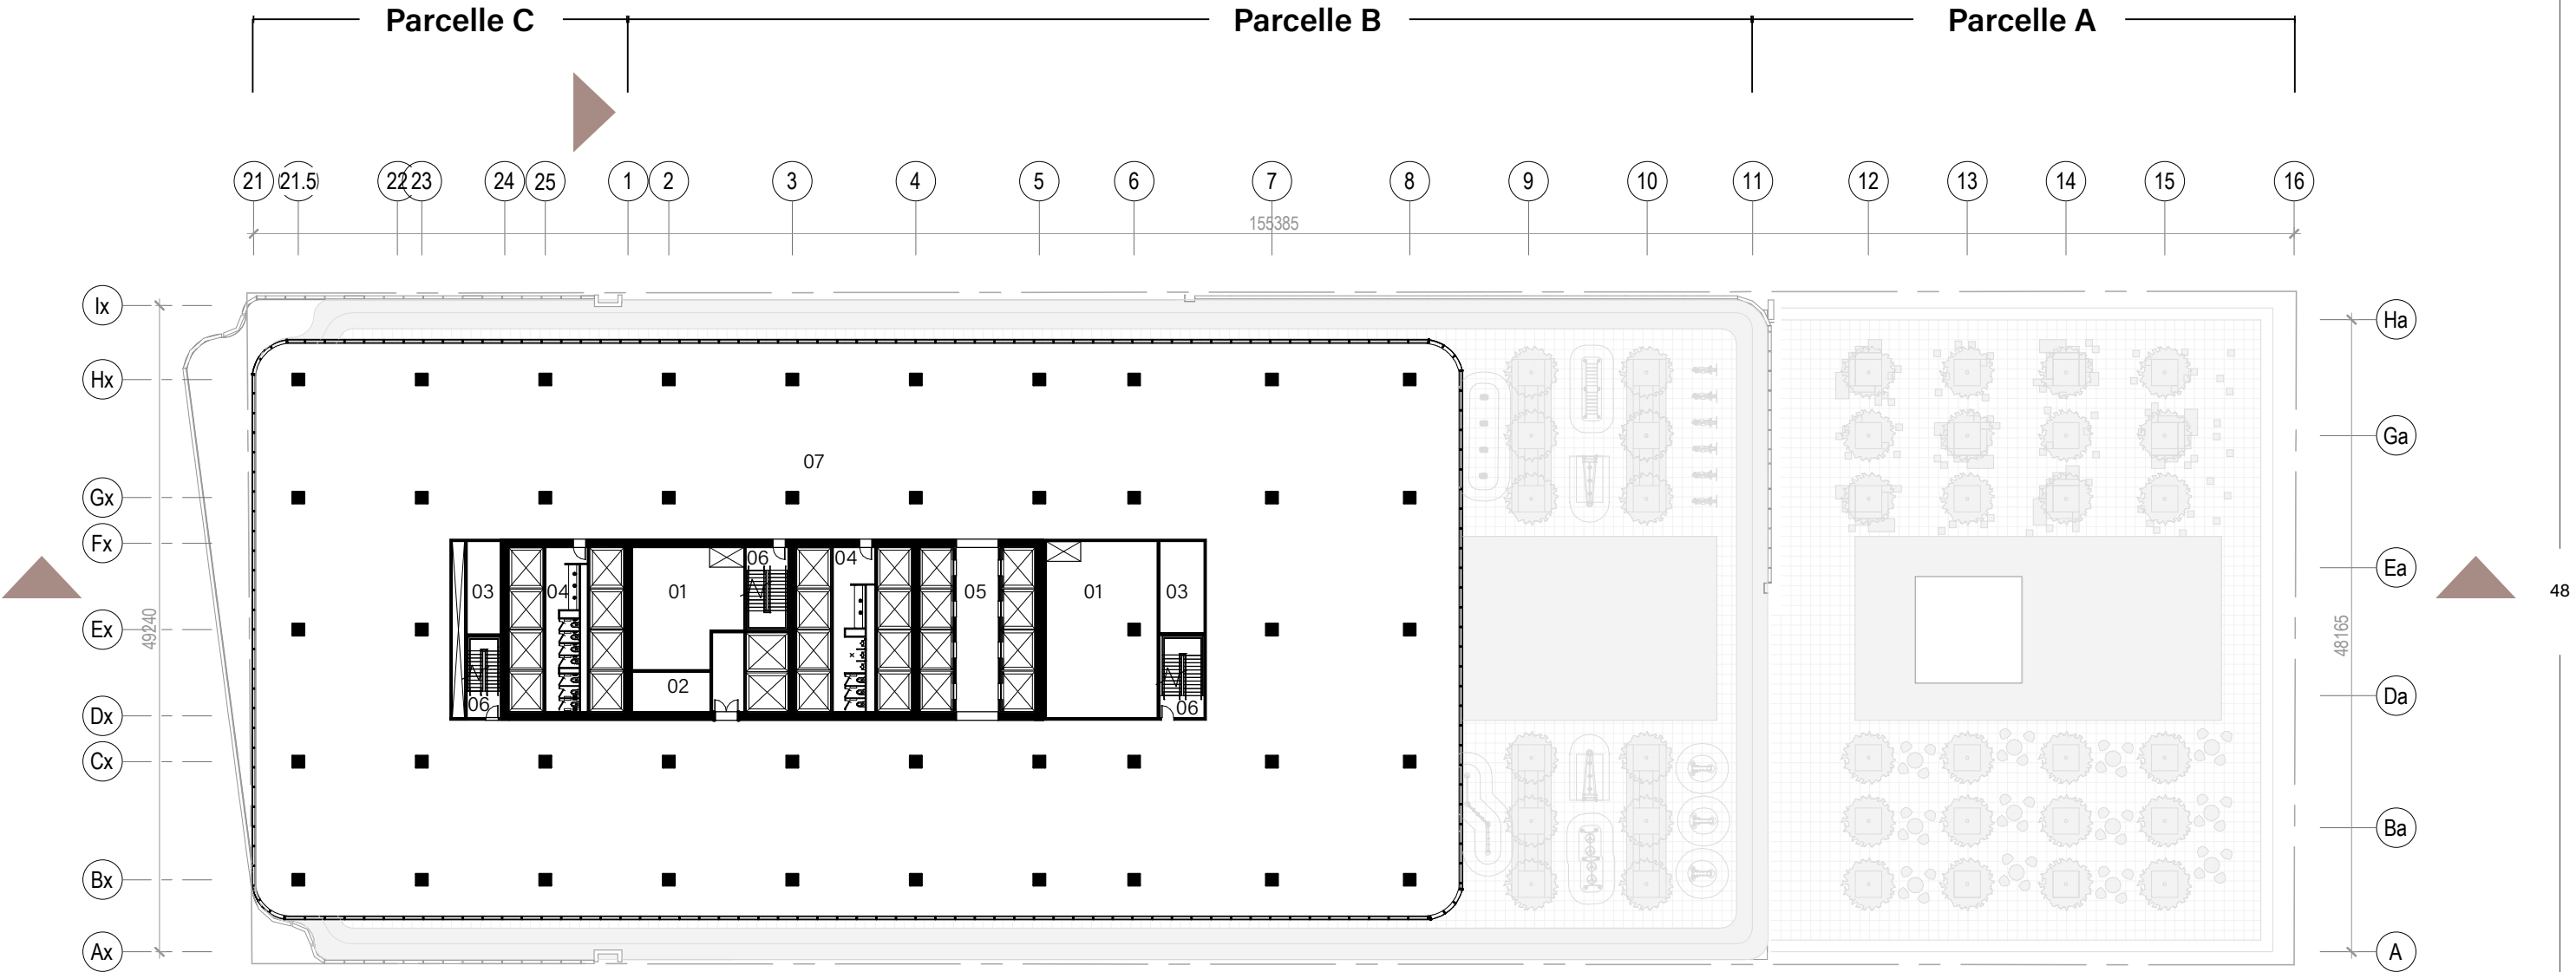 Parcelle C Parcelle B Parcelle A
21 21.5 22 23 24 25 1 2 3 4 5 6 7 8 9 10 11 12 13 14 15 16
155385
Ix Ha
Hx
Ga
07
Gx
Fx
06 04
Ea
03 04 01 05 01 03 48
Ex
49240 48165
02
Da
06 06
Dx
Cx
Ba
Bx
Ax A